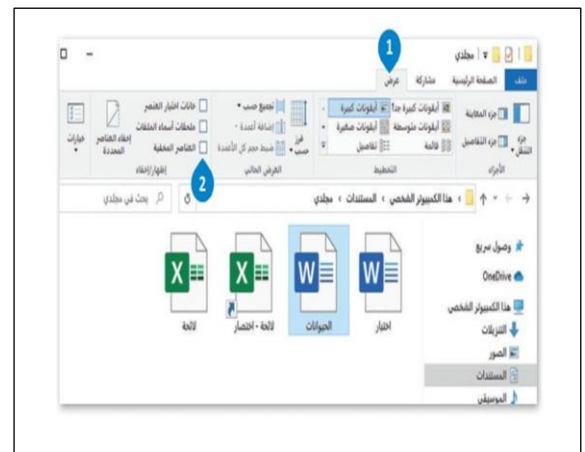 1
مجلدي
ملف الصفحة الرئيسية مشاركة عرض
جزء المعاينة
جزء التنقل
جزء التفاصيل
الأجزاء
أيقونات كبيرة جدا أيقونات كبيرة
أيقونات متوسطة أيقونات صغيرة
قائمة تفاصيل
التخطيط
فرز حسب
تجميع حسب
إضافة أعمدة
ضبط حجم كل الأعمدة
العرض الحالي
خانات اختيار العنصر
ملحقات أسماء الملفات
العناصر المخفية
إخفاء العناصر المحددة
إظهار/إخفاء
خيارات
2
هذا الكمبيوتر الشخصي › المستندات › مجلدي
بحث في مجلدي
وصول سريع
OneDrive
هذا الكمبيوتر الشخصي
التنزيلات
الصور
المستندات
الموسيقى
W
W
X
X
اختبار
الحيوانات
لائحة - اختصار
لائحة